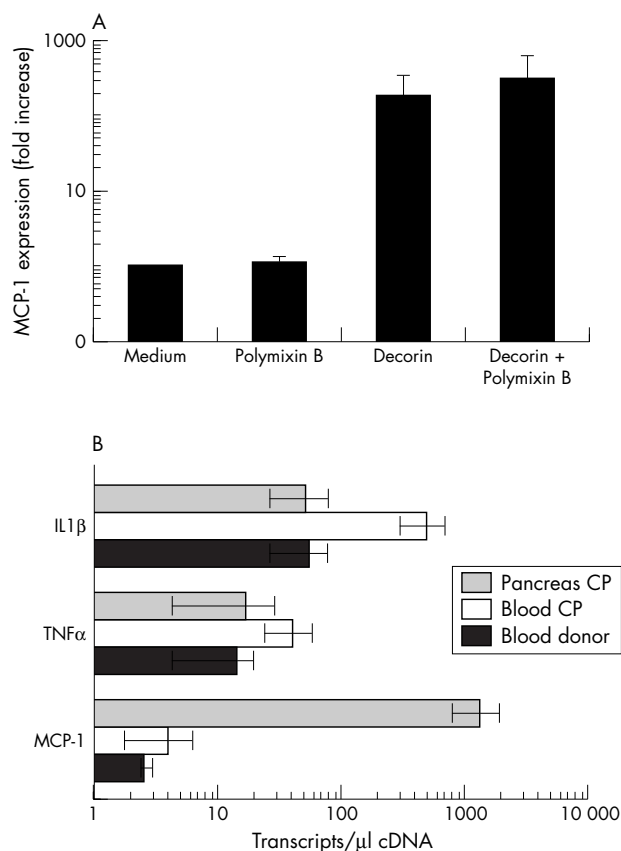 A
MCP-1 expression (fold increase)
1000
10
0
Medium
Polymixin B
Decorin
Decorin +
Polymixin B
B
IL1β
TNFα
MCP-1
Pancreas CP
Blood CP
Blood donor
1 10 100 1000 10 000
Transcripts/µl cDNA